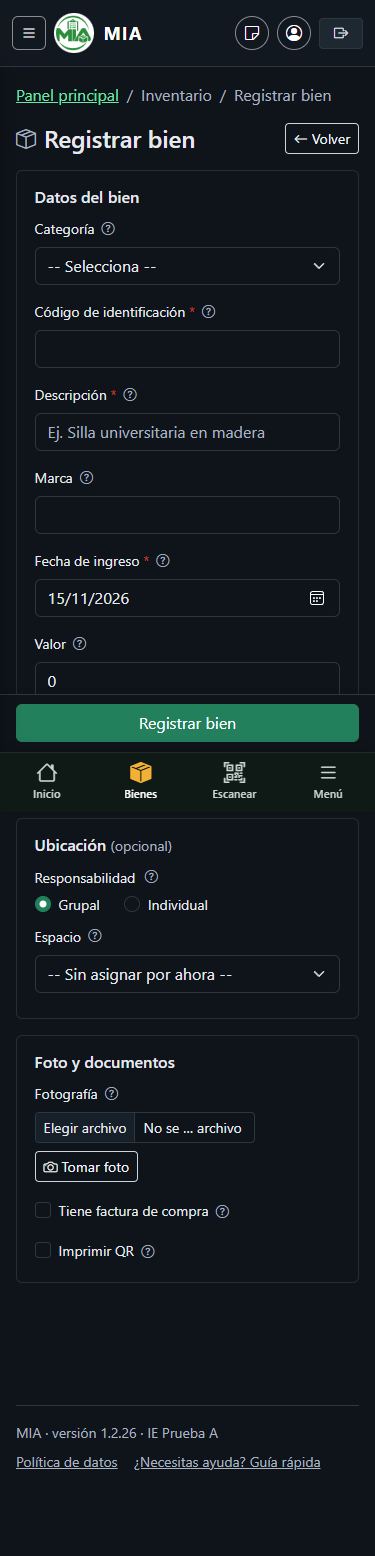 MIA
MIA
Panel principal / Inventario / Registrar bien
Registrar bien
← Volver
Datos del bien
Categoría ?
-- Selecciona --
Código de identificación * ?
Descripción * ?
Ej. Silla universitaria en madera
Marca ?
Fecha de ingreso * ?
15/11/2026
Valor ?
0
Registrar bien
Inicio
Bienes
Escanear
Menú
Ubicación (opcional)
Responsabilidad ?
Grupal
Individual
Espacio ?
-- Sin asignar por ahora --
Foto y documentos
Fotografía ?
Elegir archivo No se ... archivo
Tomar foto
Tiene factura de compra ?
Imprimir QR ?
MIA · versión 1.2.26 · IE Prueba A
Política de datos ¿Necesitas ayuda? Guía rápida